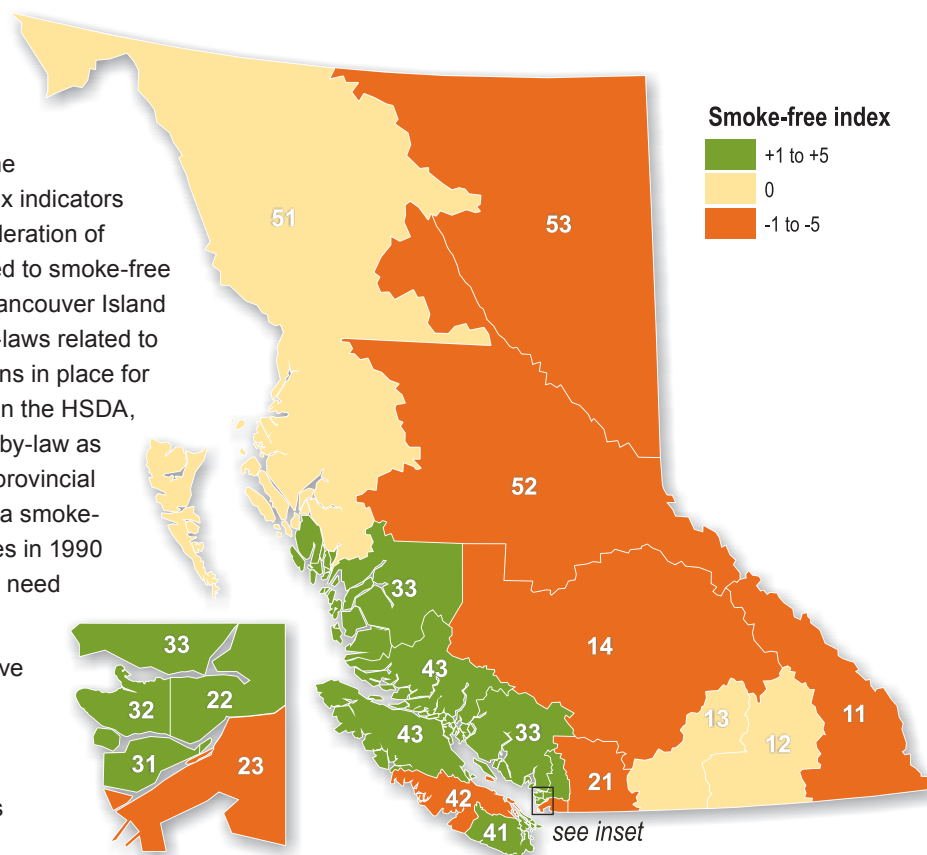 x indicators
leration of
ed to smoke-free
ancouver Island
-laws related to
ns in place for
n the HSDA,
by-law as
provincial
a smoke-
es in 1990
need
ve
s
Smoke-free index
+1 to +5
0
-1 to -5
51
53
52
33
14
43
43
33
13
12
11
21
42
41
see inset
33
32
22
31
23